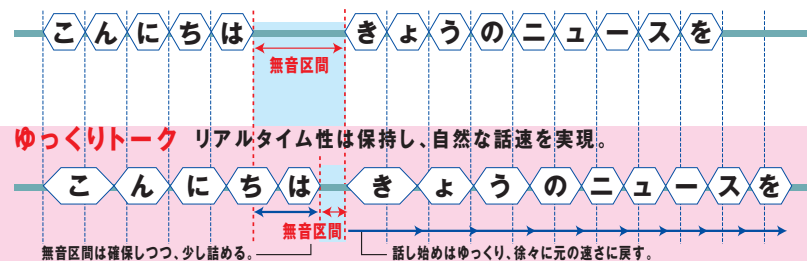 こんにちは きょうのニュースを
無音区間
ゆっくりトーク リアルタイム性は保持し、自然な話速を実現。
こんにちは きょうのニュースを
無音区間
無音区間は確保しつつ、少し詰める。 話し始めはゆっくり、徐々に元の速さに戻す。